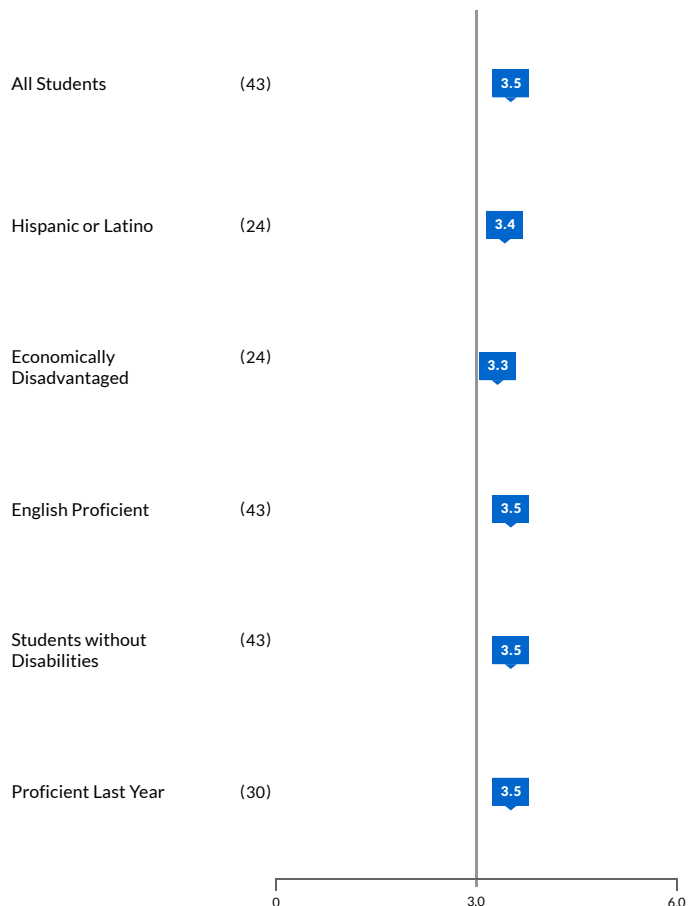 All Students (43) 3.5
Hispanic or Latino (24) 3.4
Economically (24)
Disadvantaged 3.3
English Proficient (43) 3.5
Students without (43)
Disabilities 3.5
Proficient Last Year (30) 3.5
0 3.0 6.0